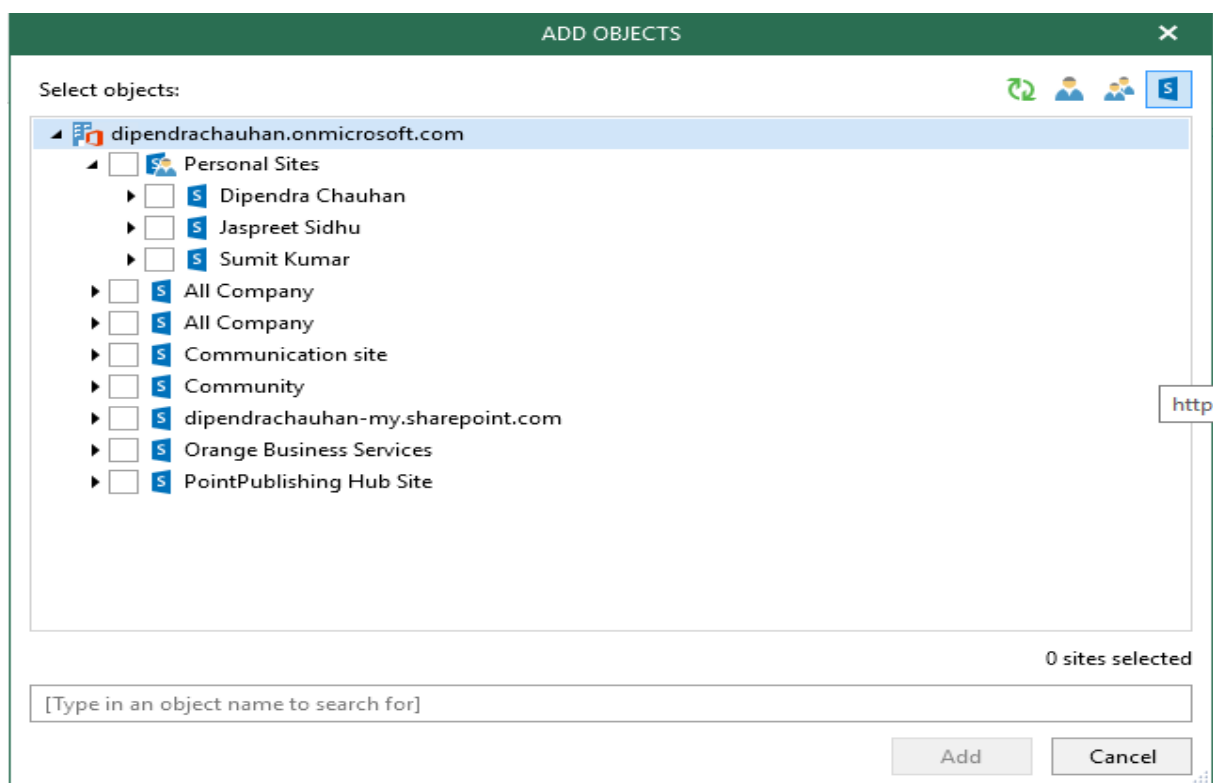 ADD OBJECTS
Select objects:
dipendrachauhan.onmicrosoft.com
Personal Sites
Dipendra Chauhan
Jaspreet Sidhu
Sumit Kumar
All Company
All Company
Communication site
Community
http
dipendrachauhan-my.sharepoint.com
Orange Business Services
PointPublishing Hub Site
0 sites selected
[Type in an object name to search for]
Add Cancel